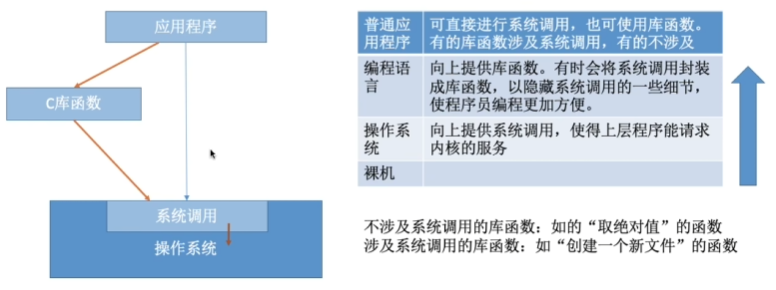 应用程序
C库函数
系统调用
操作系统
普通应
用程序
可直接进行系统调用，也可使用库函数。
有的库函数涉及系统调用，有的不涉及
编程语
言
向上提供库函数。有时会将系统调用封装
成库函数，以隐藏系统调用的一些细节，
使程序员编程更加方便。
操作系
统
向上提供系统调用，使得上层程序能请求
内核的服务
裸机
不涉及系统调用的库函数：如的“取绝对值”的函数
涉及系统调用的库函数：如“创建一个新文件”的函数